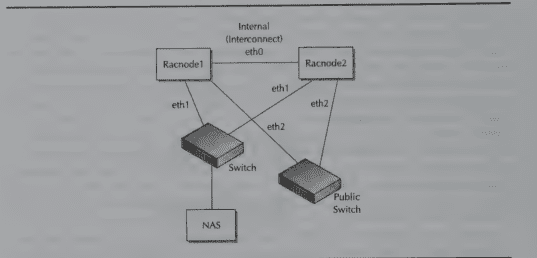 Internal
(Interconnect)
eth0
Racnode1
Racnode2
eth1
eth1
eth2
eth2
Switch
Public
Switch
NAS